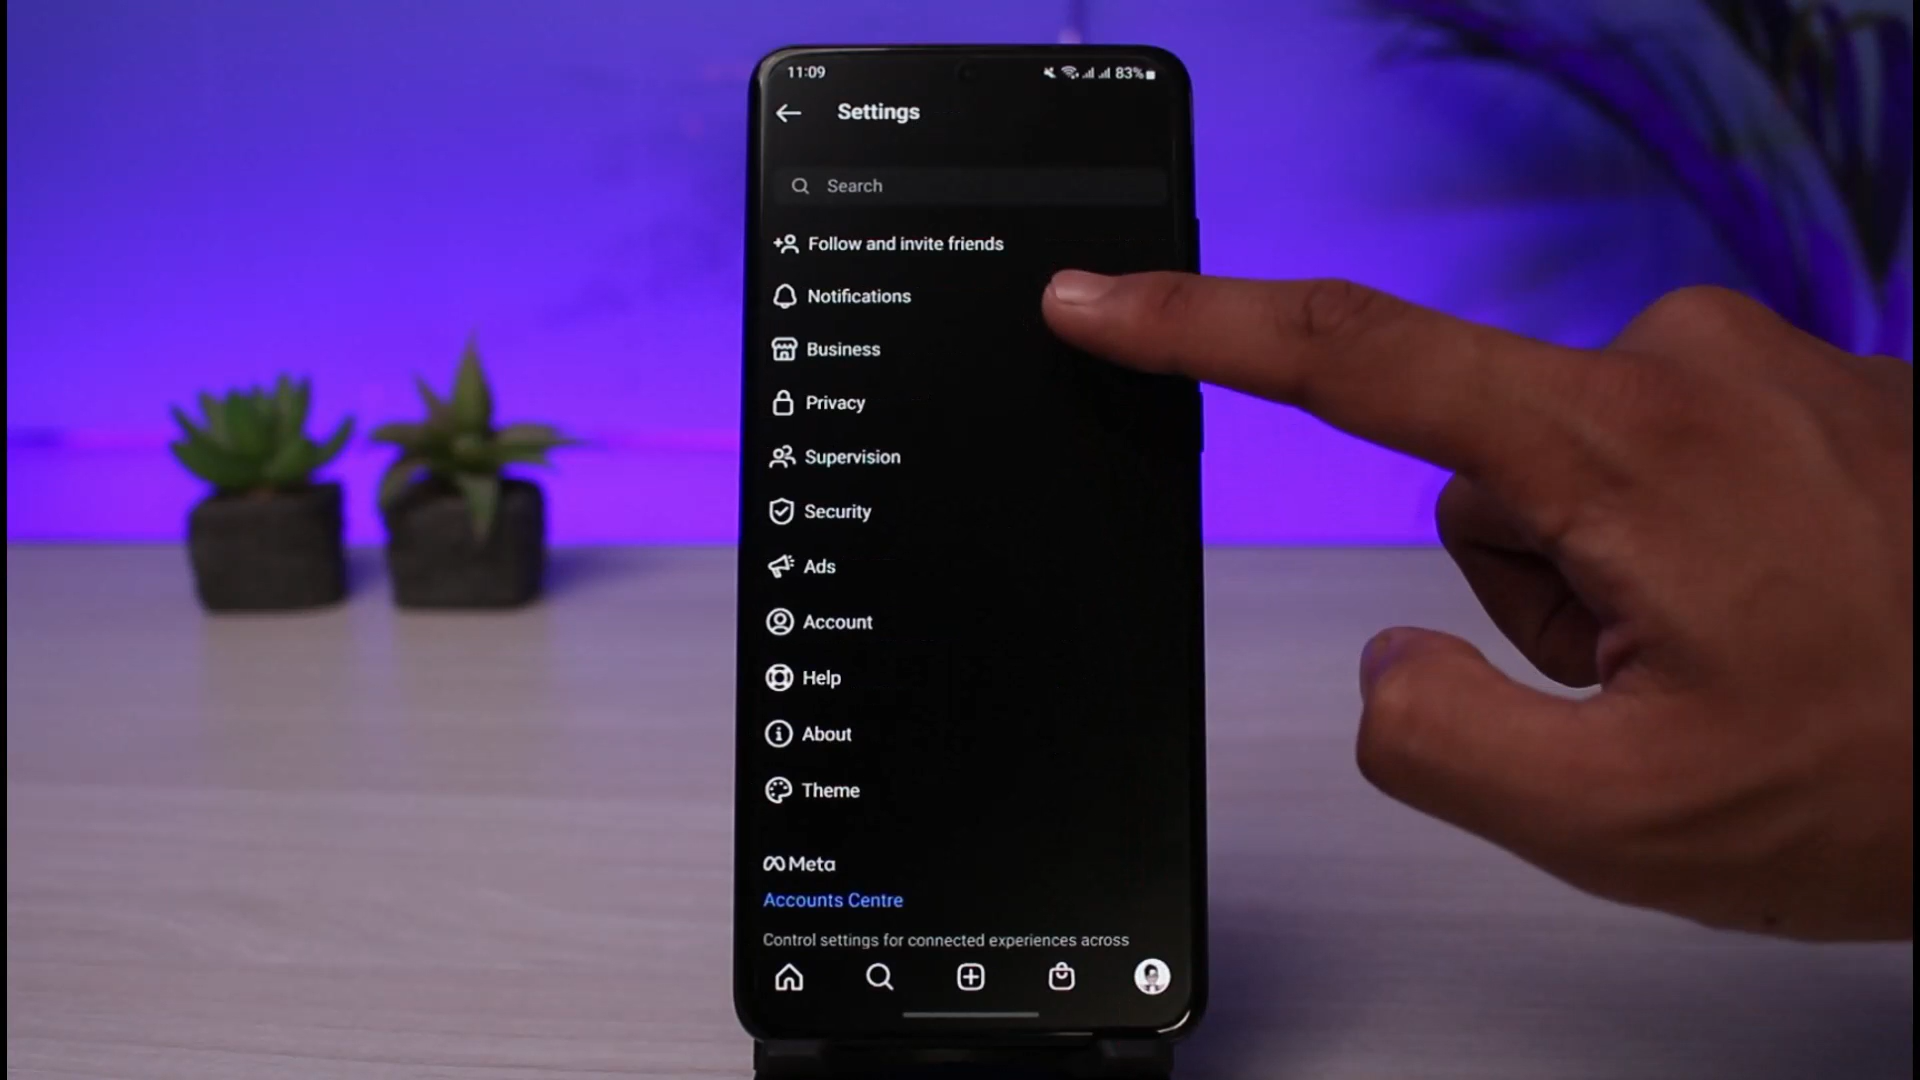 11:09
83%
Settings
Search
Follow and invite friends
Notifications
Business
Privacy
Supervision
Security
Ads
Account
Help
About
Theme
Meta
Accounts Centre
Control settings for connected experiences across